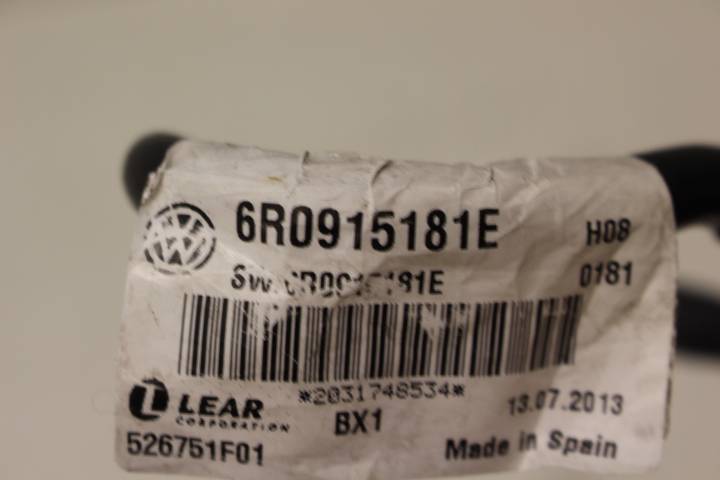 6R0915181E H08
0181
*2031748534*
LEAR
CORPORATION
BX1 13.07.2013
526751F01 Made in Spain